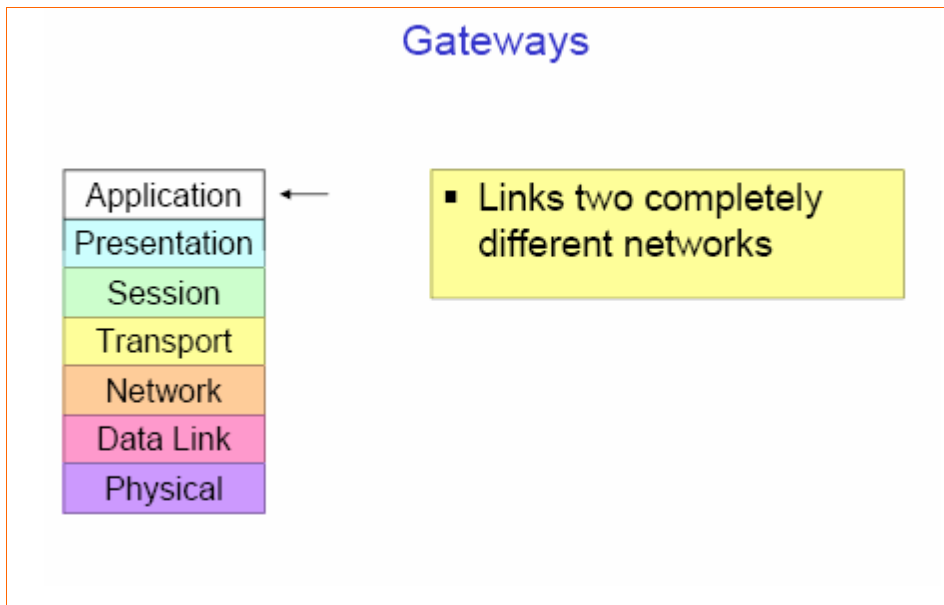 Gateways
Application
Presentation
Session
Transport
Network
Data Link
Physical
▪ Links two completely
different networks